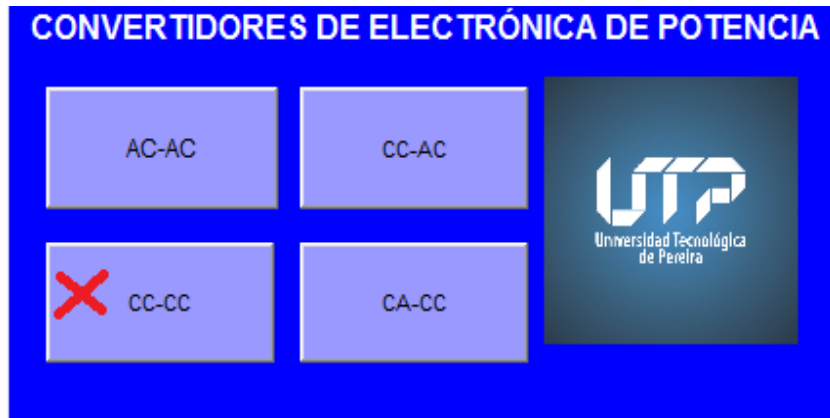 CONVERTIDORES DE ELECTRÓNICA DE POTENCIA
AC-AC
CC-AC
CC-CC
CA-CC
UTP
Universidad Tecnológica
de Pereira